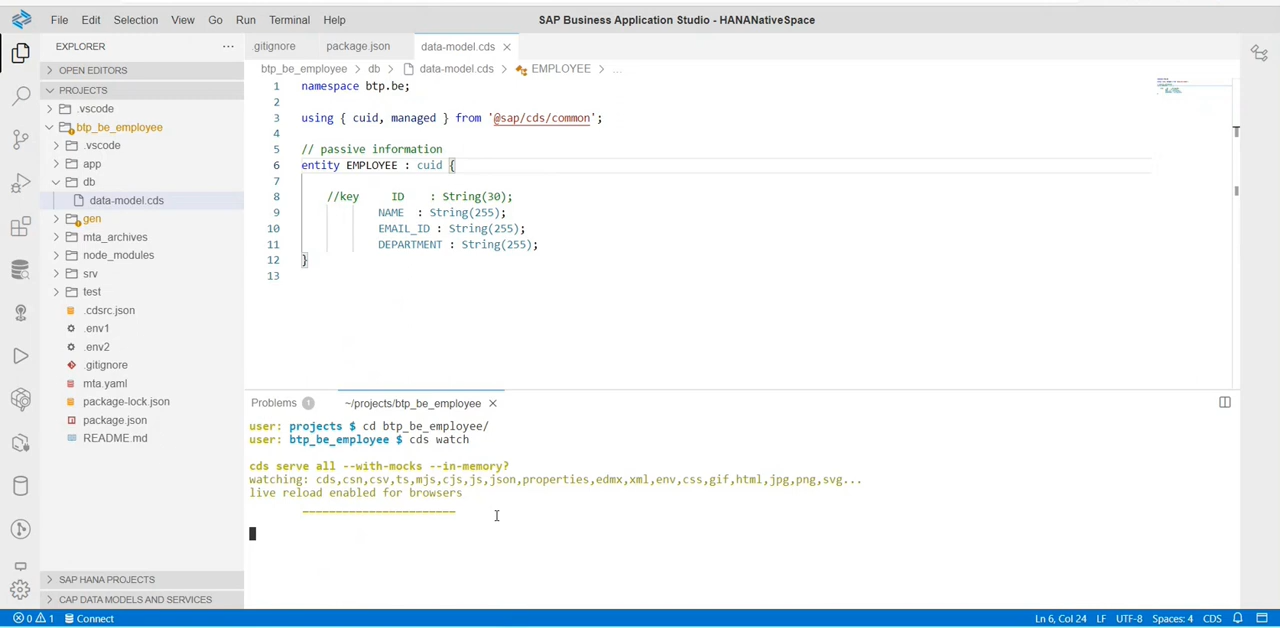 File Edit Selection View Go Run Terminal Help SAP Business Application Studio - HANANativeSpace
EXPLORER ...
OPEN EDITORS
PROJECTS
.vscode
btp_be_employee
.vscode
app
db
data-model.cds
gen
mta_archives
node_modules
srv
test
.cdsrc.json
.env1
.env2
.gitignore
mta.yaml
package-lock.json
package.json
README.md
SAP HANA PROJECTS
CAP DATA MODELS AND SERVICES
.gitignore package.json data-model.cds
btp_be_employee > db > data-model.cds > EMPLOYEE > ...
1 namespace btp.be;
2
3 using { cuid, managed } from '@sap/cds/common';
4
5 // passive information
6 entity EMPLOYEE : cuid {
7
8 //key ID : String(30);
9 NAME : String(255);
10 EMAIL_ID : String(255);
11 DEPARTMENT : String(255);
12 }
13
Problems 1 ~/projects/btp_be_employee
user: projects $ cd btp_be_employee/
user: btp_be_employee $ cds watch
cds serve all --with-mocks --in-memory?
watching: cds,csn,csv,ts,mjs,cjs,js,json,properties,edmx,xml,env,css,gif,html,jpg,png,svg...
live reload enabled for browsers
0 1 Connect Ln 6, Col 24 LF UTF-8 Spaces: 4 CDS